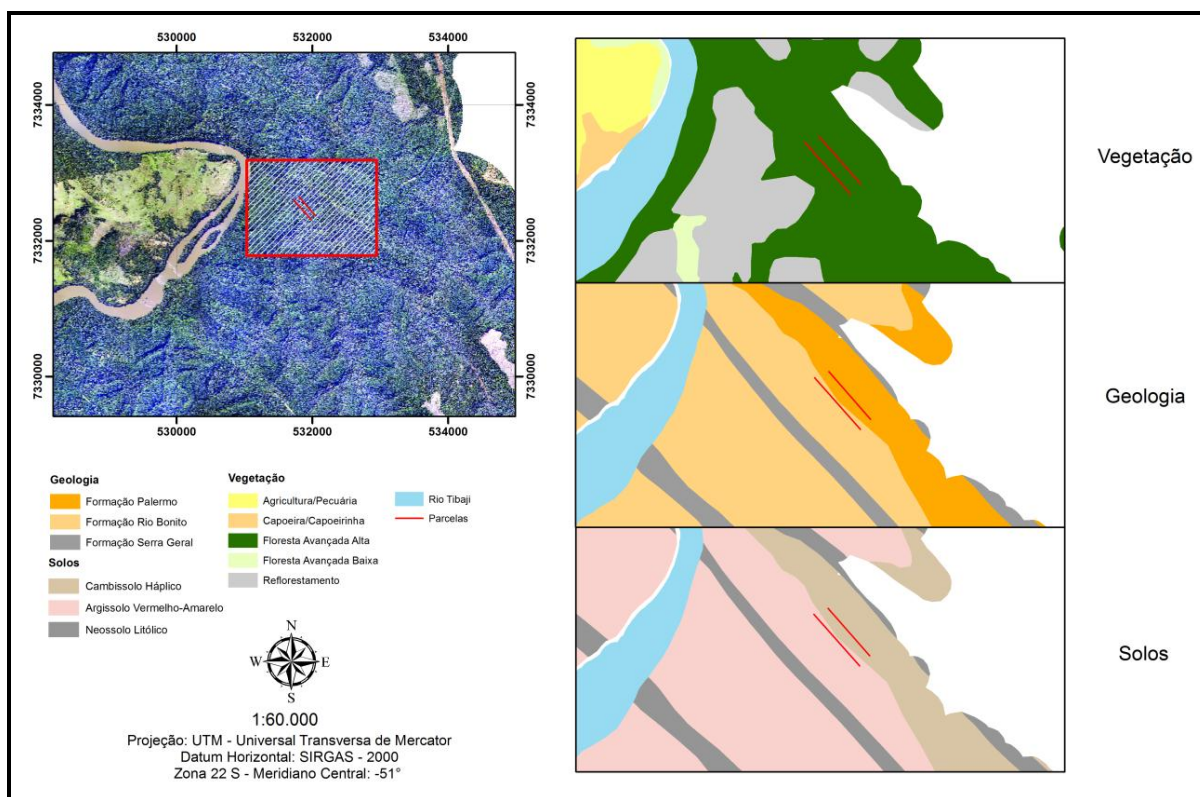 530000 532000 534000
7334000 7334000
7332000 7332000
7330000 7330000
530000 532000 534000
Vegetação
Geologia
Solos
Geologia
Formação Palermo
Formação Rio Bonito
Formação Serra Geral
Solos
Cambissolo Háplico
Argissolo Vermelho-Amarelo
Neossolo Litólico
Vegetação
Agricultura/Pecuária
Capoeira/Capoeirinha
Floresta Avançada Alta
Floresta Avançada Baixa
Reflorestamento
Rio Tibaji
Parcelas
N
W E
S
1:60.000
Projeção: UTM - Universal Transversa de Mercator
Datum Horizontal: SIRGAS - 2000
Zona 22 S - Meridiano Central: -51°